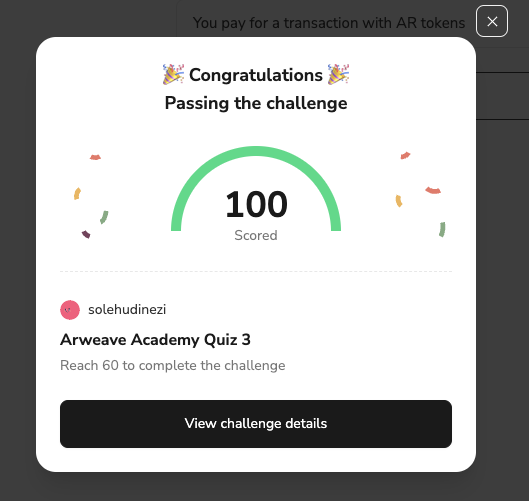 You pay for a transaction with AR tokens
🎉 Congratulations 🎉
Passing the challenge
100
Scored
solehudinezi
Arweave Academy Quiz 3
Reach 60 to complete the challenge
View challenge details